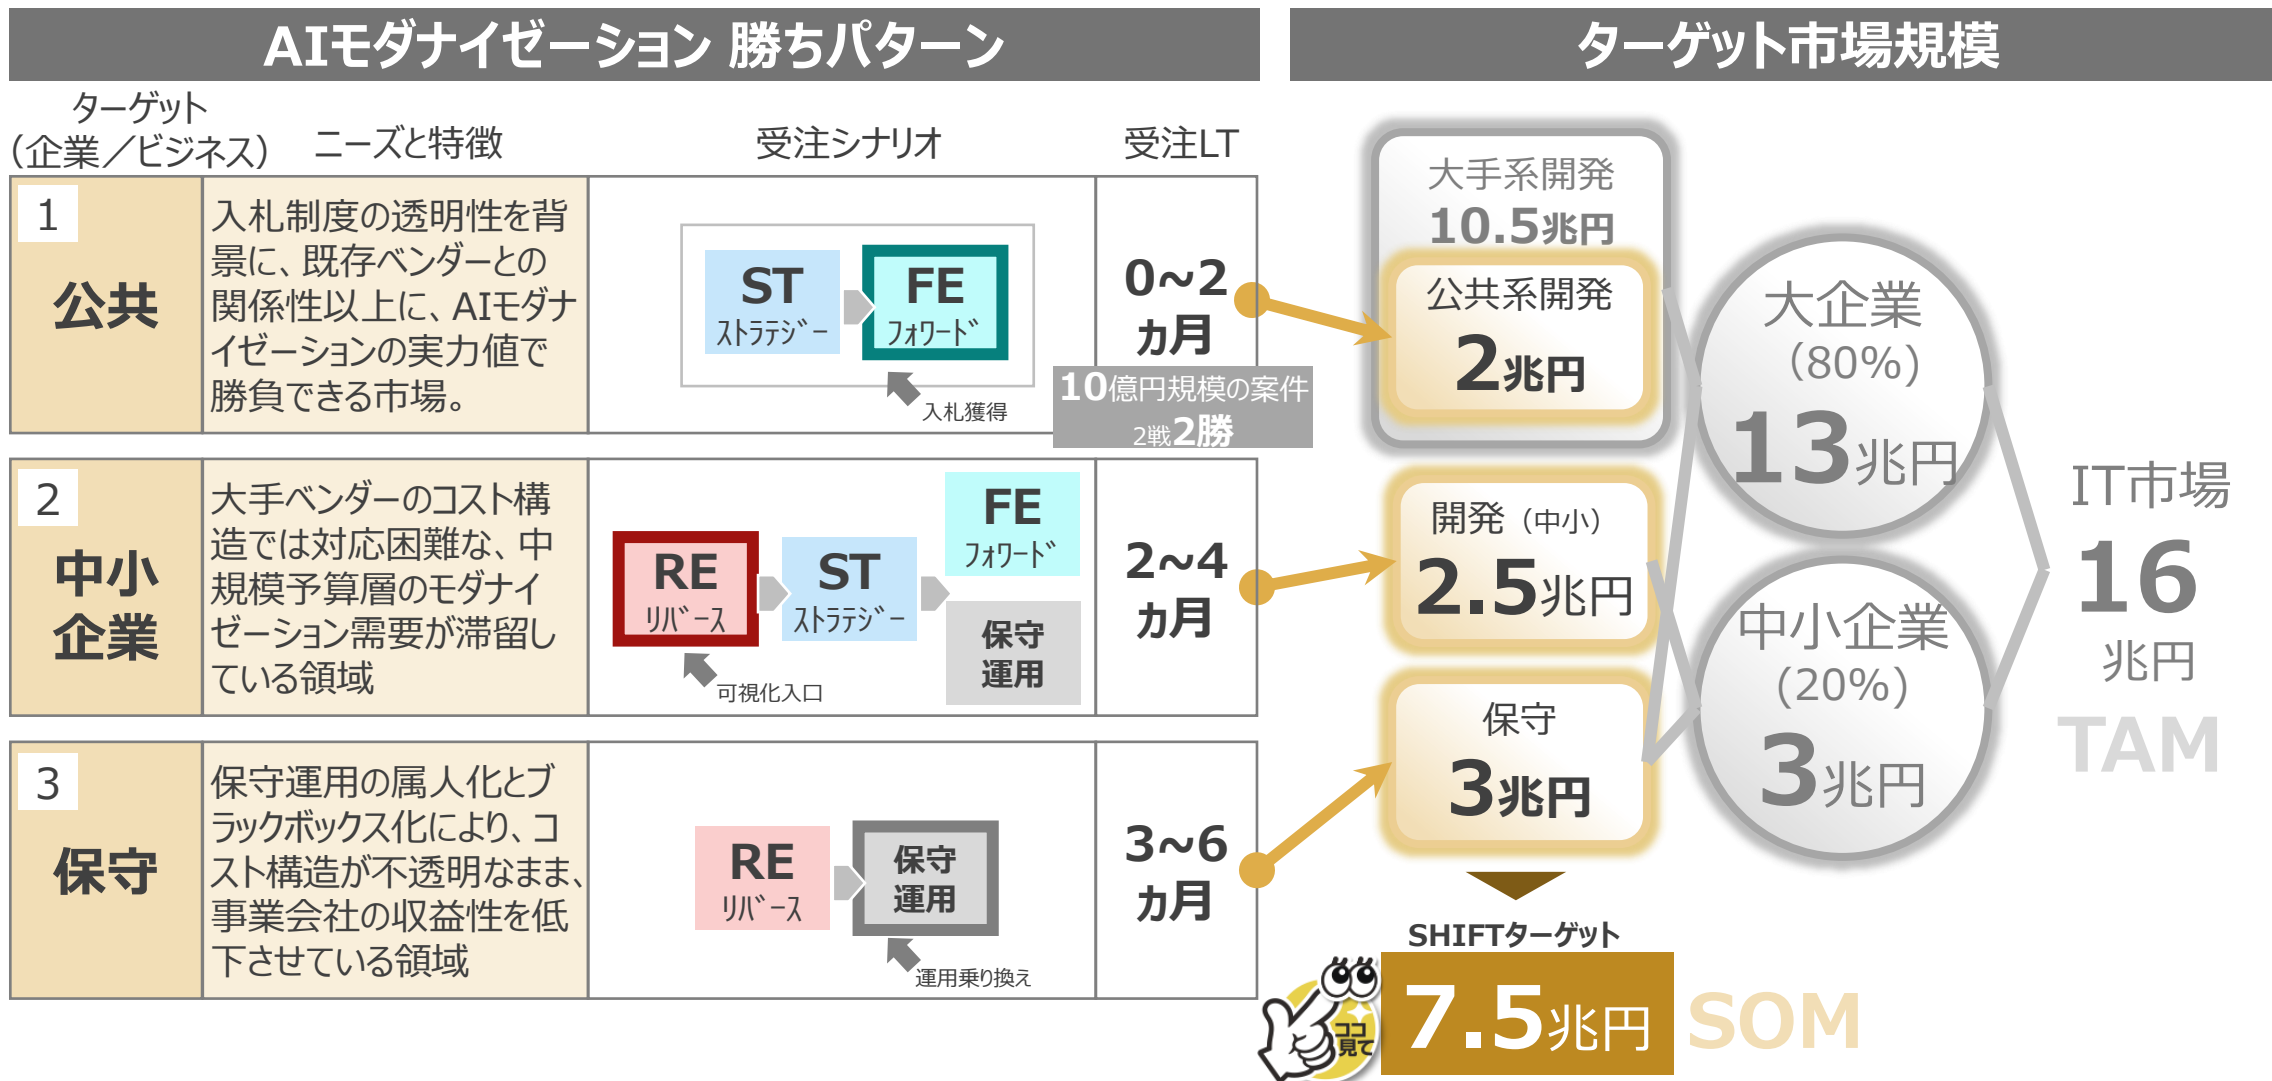 AIモダナイゼーション 勝ちパターン
ターゲット
（企業／ビジネス）
ニーズと特徴
受注シナリオ
受注LT
1
公共
入札制度の透明性を背
景に、既存ベンダーとの
関係性以上に、AIモダナ
イゼーションの実力値で
勝負できる市場。
ST
ストラテジー
FE
フォワード
入札獲得
0~2
カ月
10億円規模の案件
2戦2勝
2
中小
企業
大手ベンダーのコスト構
造では対応困難な、中
規模予算層のモダナイ
ゼーション需要が滞留し
ている領域
RE
リバース
ST
ストラテジー
FE
フォワード
保守
運用
可視化入口
2~4
カ月
3
保守
保守運用の属人化とブ
ラックボックス化により、コ
スト構造が不透明なまま、
事業会社の収益性を低
下させている領域
RE
リバース
保守
運用
運用乗り換え
3~6
カ月
ターゲット市場規模
大手系開発
10.5兆円
公共系開発
2兆円
開発（中小）
2.5兆円
保守
3兆円
大企業
（80%）
13兆円
中小企業
（20%）
3兆円
IT市場
16
兆円
TAM
SHIFTターゲット
ココ
見て
7.5兆円
SOM